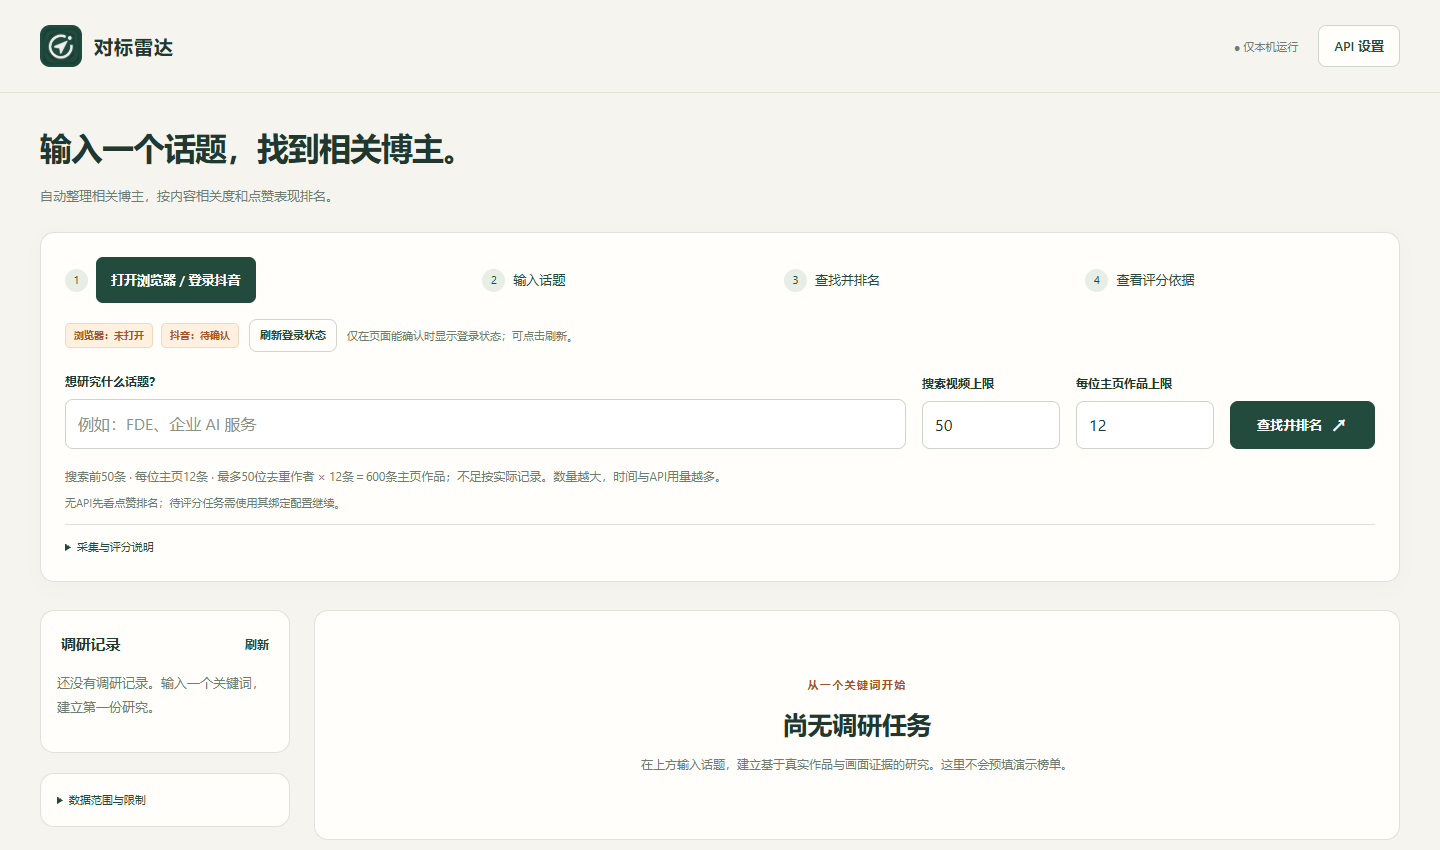 对标雷达
● 仅本机运行
API 设置
输入一个话题，找到相关博主。
自动整理相关博主，按内容相关度和点赞表现排名。
1 打开浏览器 / 登录抖音
2 输入话题
3 查找并排名
4 查看评分依据
浏览器：未打开 抖音：待确认 刷新登录状态 仅在页面能确认时显示登录状态；可点击刷新。
想研究什么话题？
例如：FDE、企业 AI 服务
搜索视频上限
50
每位主页作品上限
12
查找并排名 ↗
搜索前50条 · 每位主页12条 · 最多50位去重作者 × 12条 = 600条主页作品；不足按实际记录。数量越大，时间与API用量越多。
无API先看点赞排名；待评分任务需使用其绑定配置继续。
▶ 采集与评分说明
调研记录 刷新
还没有调研记录。输入一个关键词，
建立第一份研究。
▶ 数据范围与限制
从一个关键词开始
尚无调研任务
在上方输入话题，建立基于真实作品与画面证据的研究。这里不会预填演示榜单。